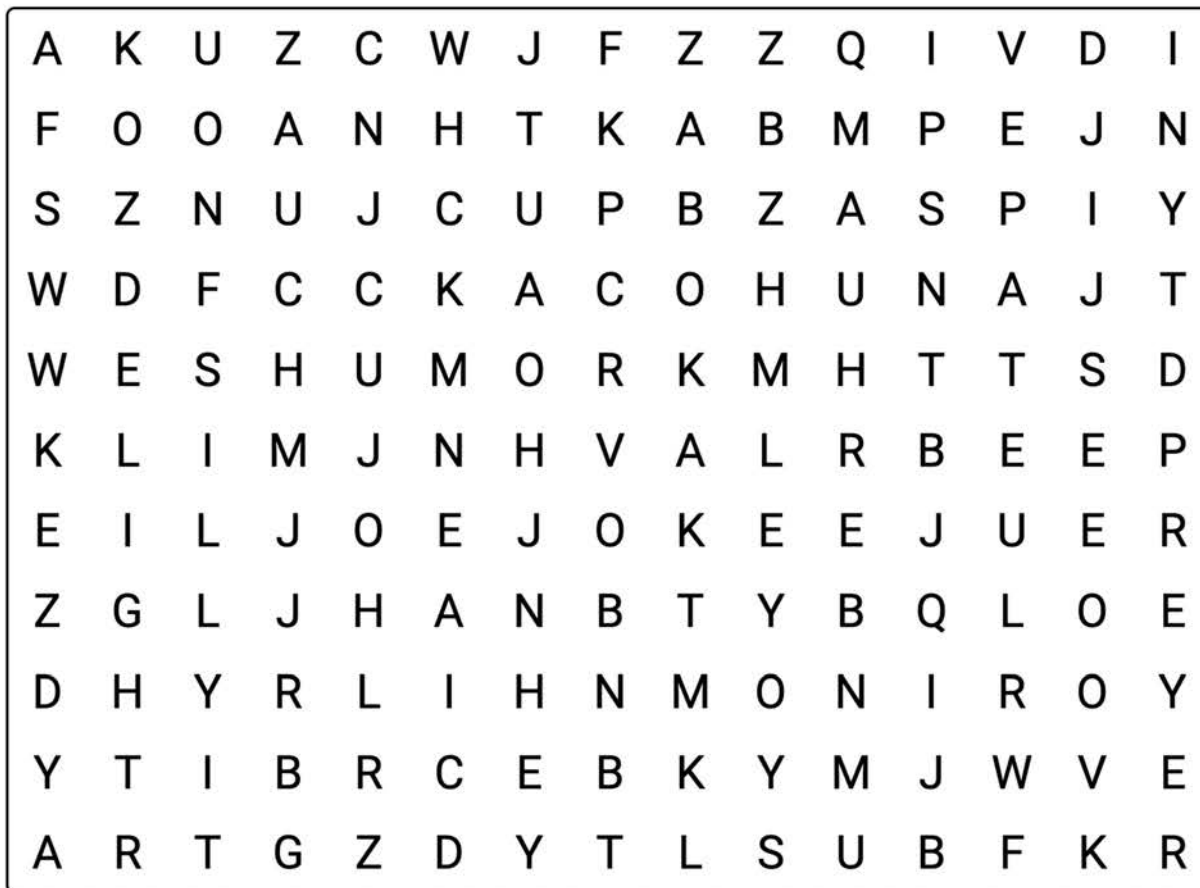 A K U Z C W J F Z Z Q I V D I
F O O A N H T K A B M P E J N
S Z N U J C U P B Z A S P I Y
W D F C C K A C O H U N A J T
W E S H U M O R K M H T T S D
K L I M J N H V A L R B E E P
E I L J O E J O K E E J U E R
Z G L J H A N B T Y B Q L O E
D H Y R L I H N M O N I R O Y
Y T I B R C E B K Y M J W V E
A R T G Z D Y T L S U B F K R